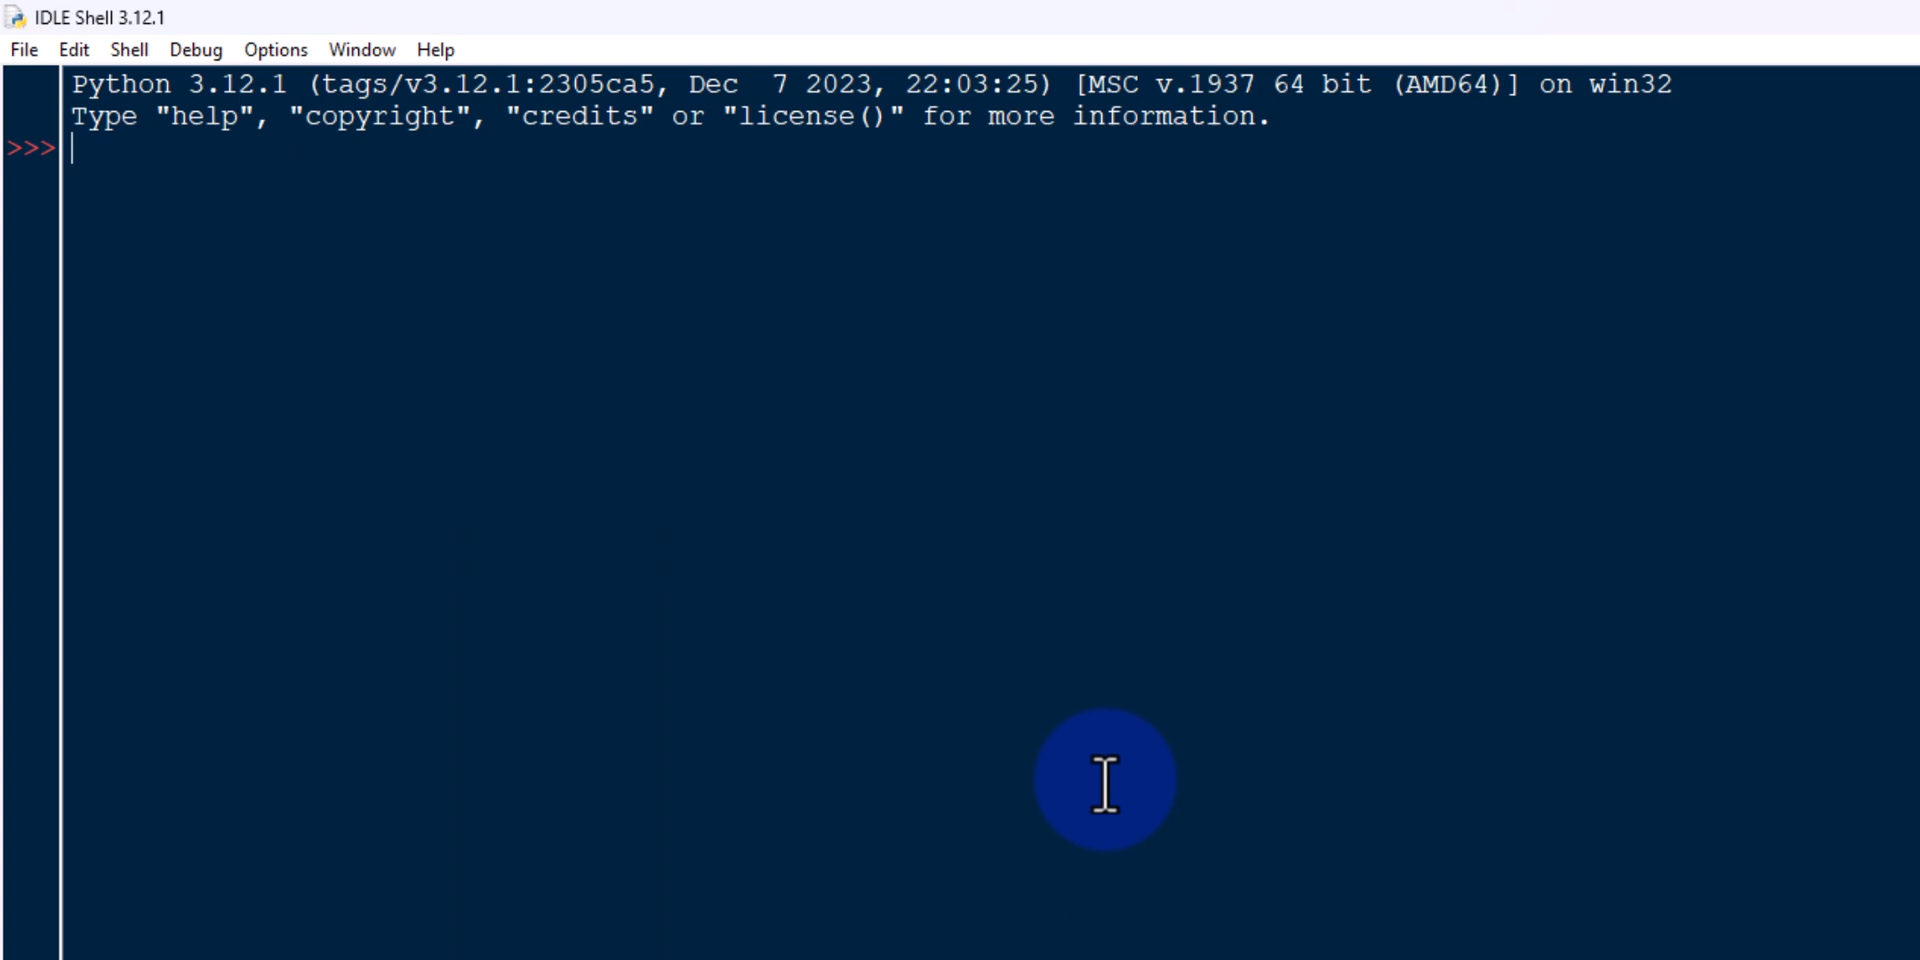 IDLE Shell 3.12.1
File Edit Shell Debug Options Window Help
Python 3.12.1 (tags/v3.12.1:2305ca5, Dec  7 2023, 22:03:25) [MSC v.1937 64 bit (AMD64)] on win32
Type "help", "copyright", "credits" or "license()" for more information.
>>>